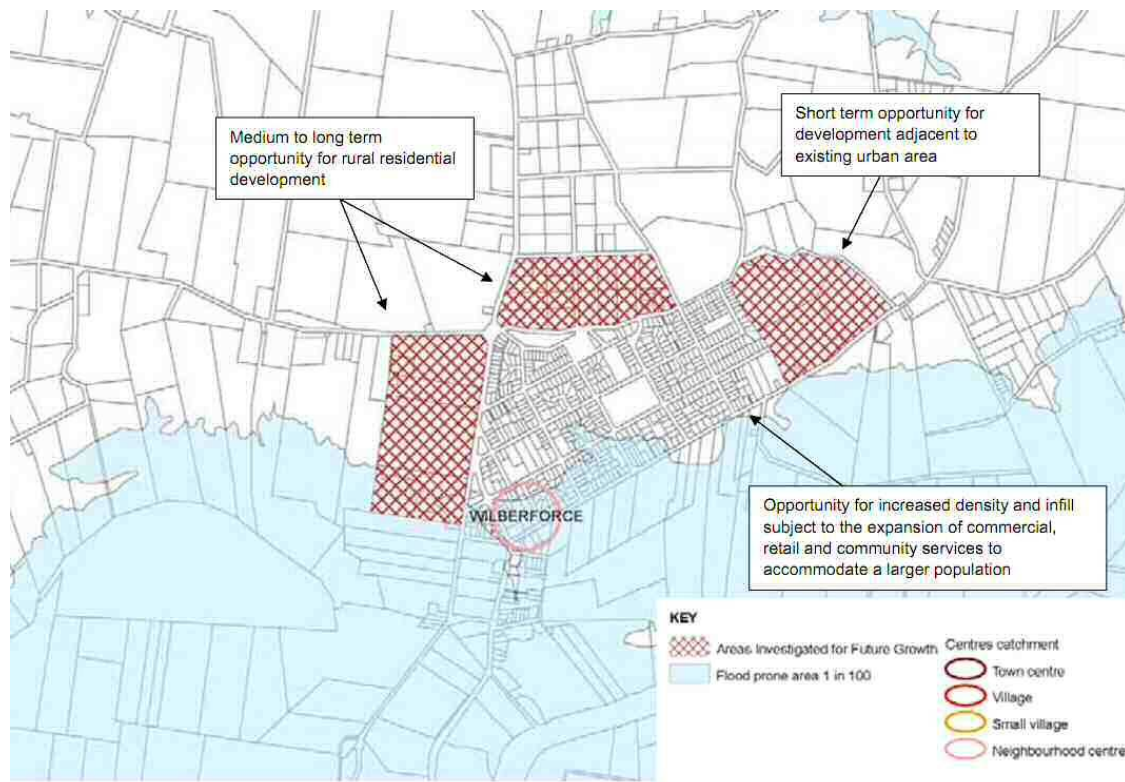 Medium to long term
opportunity for rural residential
development
Short term opportunity for
development adjacent to
existing urban area
WILBERFORCE
Opportunity for increased density and infill
subject to the expansion of commercial,
retail and community services to
accommodate a larger population
KEY
Areas Investigated for Future Growth
Flood prone area 1 in 100
Centres catchment
Town centre
Village
Small village
Neighbourhood centre